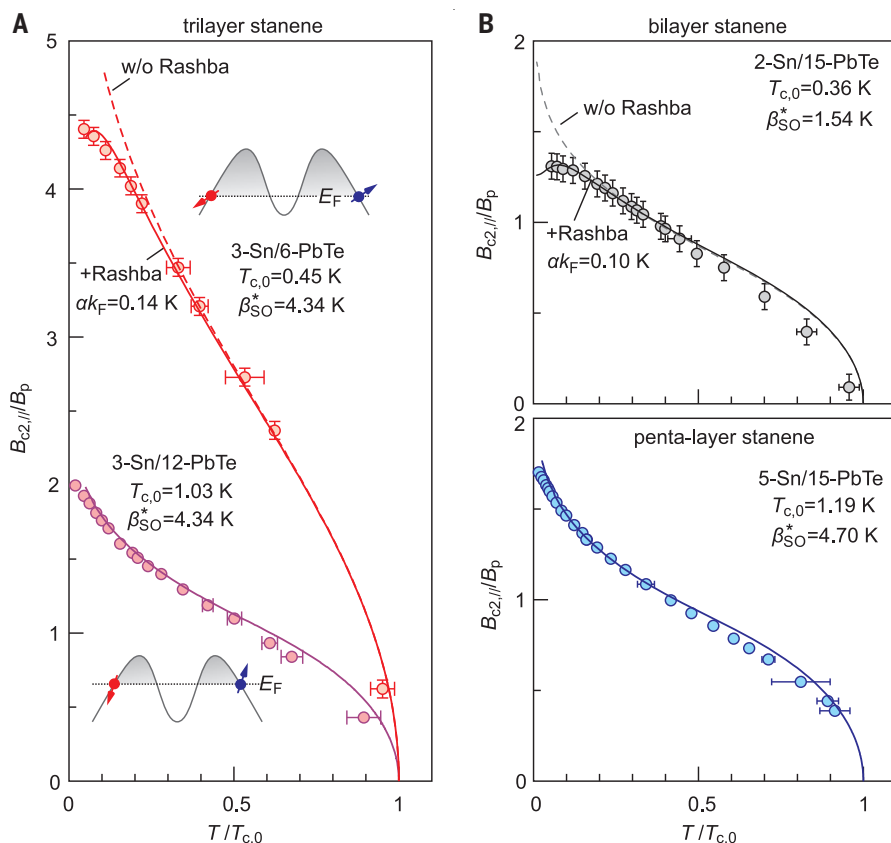 A
trilayer stanene
5
4
3
2
1
0
w/o Rashba
E_F
+Rashba
αk_F=0.14 K
3-Sn/6-PbTe
T_c,0=0.45 K
β*_SO=4.34 K
3-Sn/12-PbTe
T_c,0=1.03 K
β*_SO=4.34 K
E_F
B_c2,///B_p
0
0.5
1
T/T_c,0
B
bilayer stanene
2
1
0
2-Sn/15-PbTe
T_c,0=0.36 K
β*_SO=1.54 K
w/o Rashba
+Rashba
αk_F=0.10 K
B_c2,///B_p
penta-layer stanene
2
1
0
5-Sn/15-PbTe
T_c,0=1.19 K
β*_SO=4.70 K
B_c2,///B_p
0
0.5
1
T/T_c,0